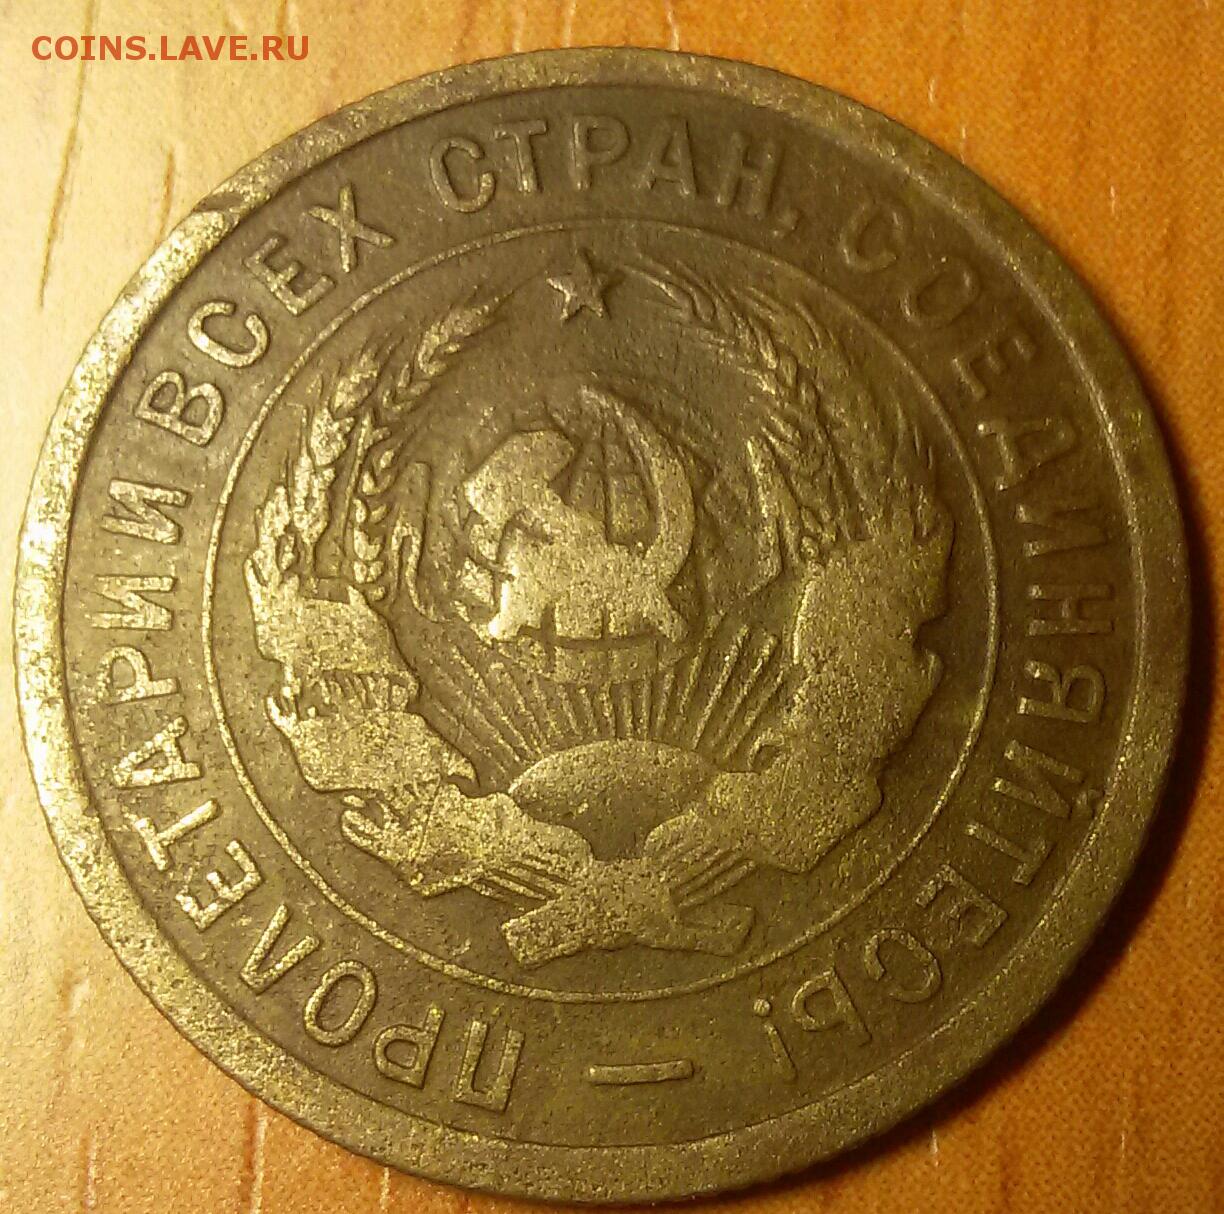 COINS.LAVE.RU
ПРОЛЕТАРИИ ВСЕХ СТРАН, СОЕДИНЯЙТЕСЬ! —